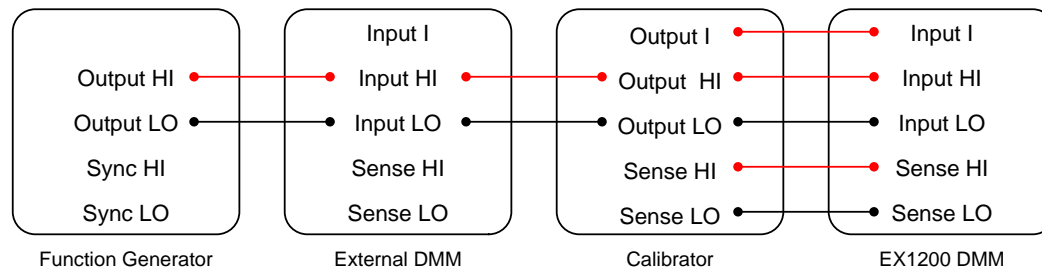 Output HI
Output LO
Sync HI
Sync LO
Function Generator
Input I
Input HI
Input LO
Sense HI
Sense LO
External DMM
Output I
Output HI
Output LO
Sense HI
Sense LO
Calibrator
Input I
Input HI
Input LO
Sense HI
Sense LO
EX1200 DMM